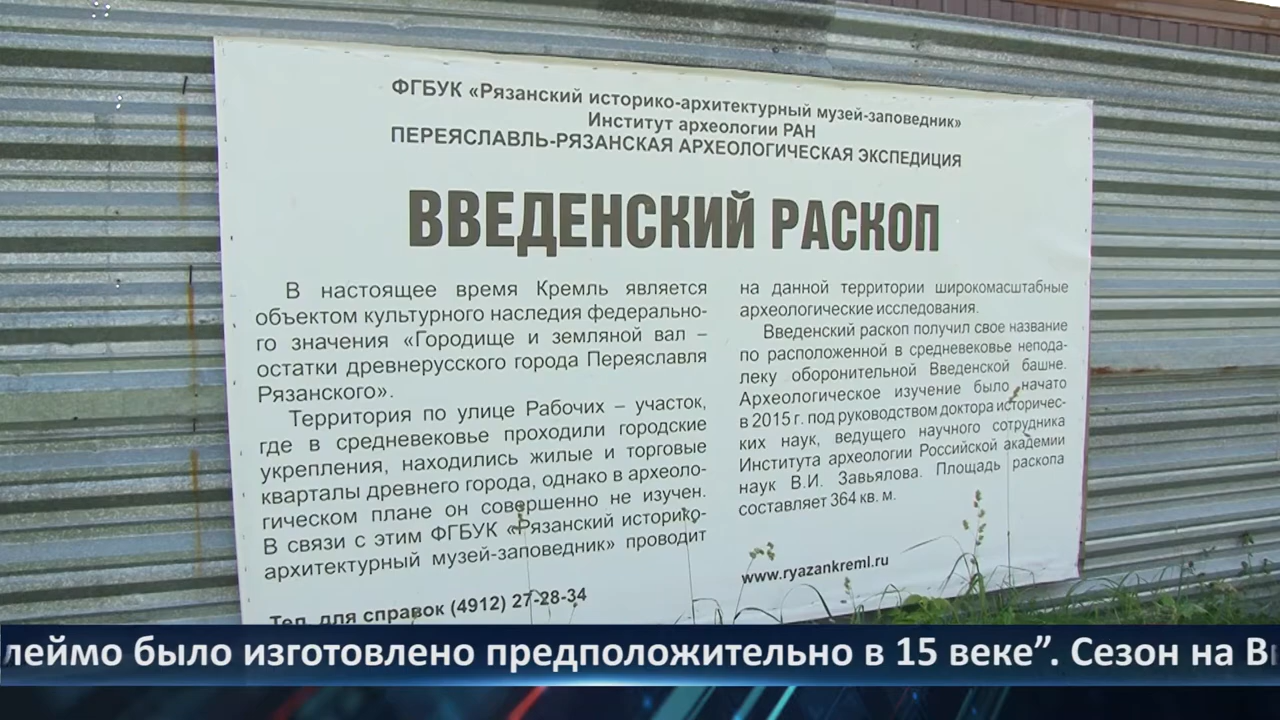 ФГБУК «Рязанский историко-архитектурный музей-заповедник»
Институт археологии РАН
ПЕРЕЯСЛАВЛЬ-РЯЗАНСКАЯ АРХЕОЛОГИЧЕСКАЯ ЭКСПЕДИЦИЯ
ВВЕДЕНСКИЙ РАСКОП
В настоящее время Кремль является
объектом культурного наследия федерально-
го значения «Городище и земляной вал –
остатки древнерусского города Переяславля
Рязанского».
Территория по улице Рабочих – участок,
где в средневековье проходили городские
укрепления, находились жилые и торговые
кварталы древнего города, однако в археоло-
гическом плане он совершенно не изучен.
В связи с этим ФГБУК «Рязанский историко-
архитектурный музей-заповедник» проводит
на данной территории широкомасштабные
археологические исследования.
Введенский раскоп получил свое название
по расположенной в средневековье непода-
леку оборонительной Введенской башне.
Археологическое изучение было начато
в 2015 г. под руководством доктора историчес-
ких наук, ведущего научного сотрудника
Института археологии Российской академии
наук В.И. Завьялова. Площадь раскопа
составляет 364 кв. м.
Тел. для справок (4912) 27-28-34
www.ryazankreml.ru
леймо было изготовлено предположительно в 15 веке”. Сезон на В